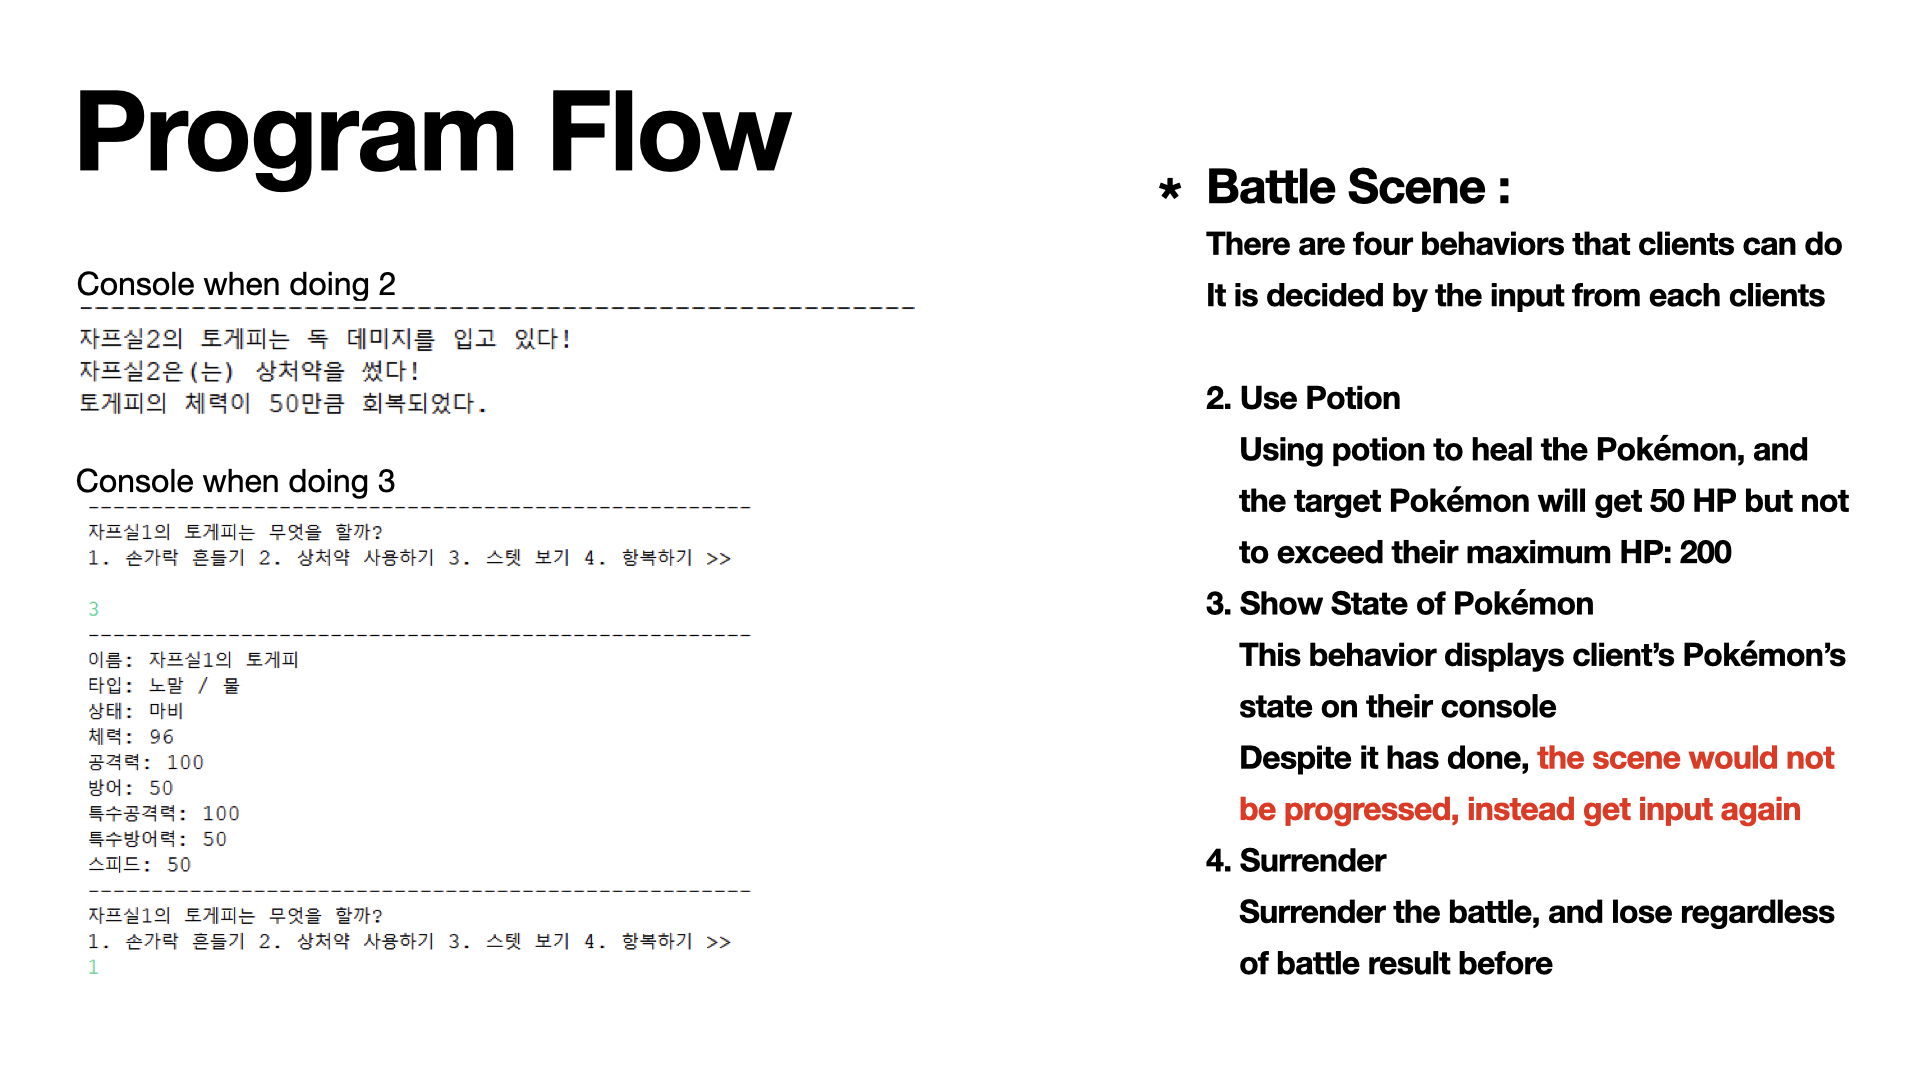 Program Flow
Console when doing 2
------------------------------------------------------
자프실2의 토게피는 독 데미지를 입고 있다!
자프실2은(는) 상처약을 썼다!
토게피의 체력이 50만큼 회복되었다.
Console when doing 3
------------------------------------------------------
자프실1의 토게피는 무엇을 할까?
1. 손가락 흔들기 2. 상처약 사용하기 3. 스텟 보기 4. 항복하기 >>
3
------------------------------------------------------
이름: 자프실1의 토게피
타입: 노말 / 물
상태: 마비
체력: 96
공격력: 100
방어: 50
특수공격력: 100
특수방어력: 50
스피드: 50
------------------------------------------------------
자프실1의 토게피는 무엇을 할까?
1. 손가락 흔들기 2. 상처약 사용하기 3. 스텟 보기 4. 항복하기 >>
1
* Battle Scene :
There are four behaviors that clients can do
It is decided by the input from each clients
2. Use Potion
Using potion to heal the Pokémon, and
the target Pokémon will get 50 HP but not
to exceed their maximum HP: 200
3. Show State of Pokémon
This behavior displays client’s Pokémon’s
state on their console
Despite it has done, the scene would not
be progressed, instead get input again
4. Surrender
Surrender the battle, and lose regardless
of battle result before